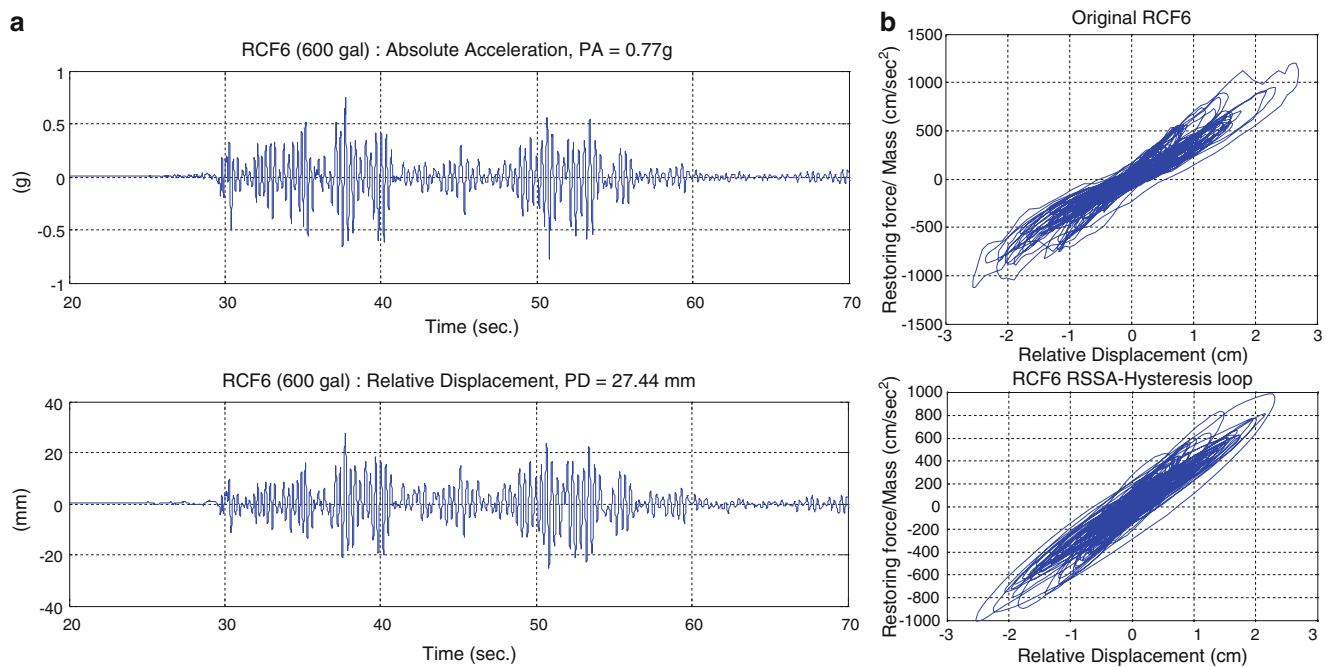 a
RCF6 (600 gal) : Absolute Acceleration, PA = 0.77g
1
0.5
0
-0.5
-1
(g)
20 30 40 50 60 70
Time (sec.)
RCF6 (600 gal) : Relative Displacement, PD = 27.44 mm
40
20
0
-20
-40
(mm)
20 30 40 50 60 70
Time (sec.)
b
Original RCF6
1500
1000
500
0
-500
-1000
-1500
Restoring force/ Mass (cm/sec²)
-3 -2 -1 0 1 2 3
Relative Displacement (cm)
RCF6 RSSA-Hysteresis loop
1000
800
600
400
200
0
-200
-400
-600
-800
-1000
Restoring force/Mass (cm/sec²)
-3 -2 -1 0 1 2 3
Relative Displacement (cm)